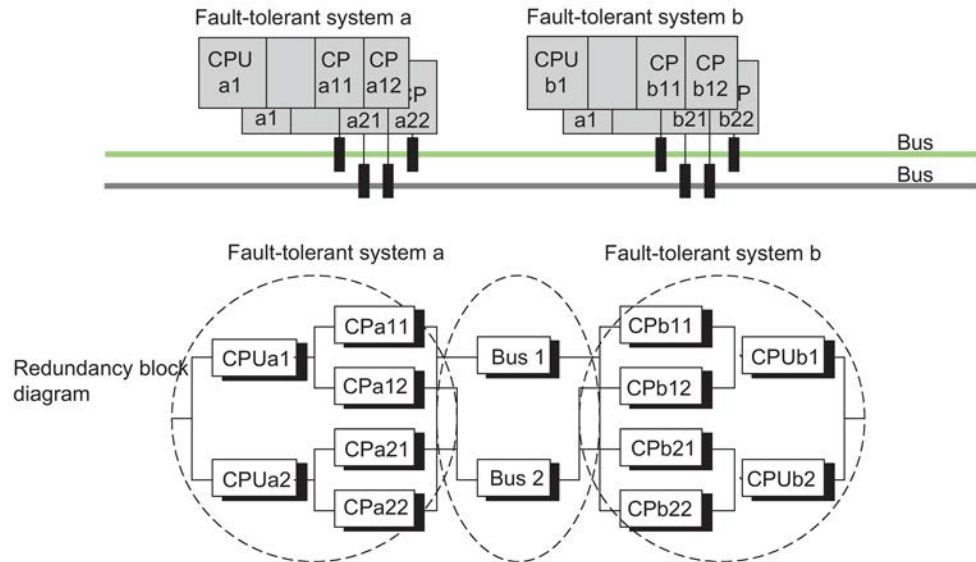 Fault-tolerant system a
Fault-tolerant system b
CPU
a1
CP
a11
CP
a12
CPU
b1
CP
b11
CP
b12
a1
a21
CP
a22
a1
b21
CP
b22
Bus
Bus
Fault-tolerant system a
Fault-tolerant system b
Redundancy block
diagram
CPUa1
CPa11
CPa12
Bus 1
CPb11
CPb12
CPUb1
CPUa2
CPa21
CPa22
Bus 2
CPb21
CPb22
CPUb2